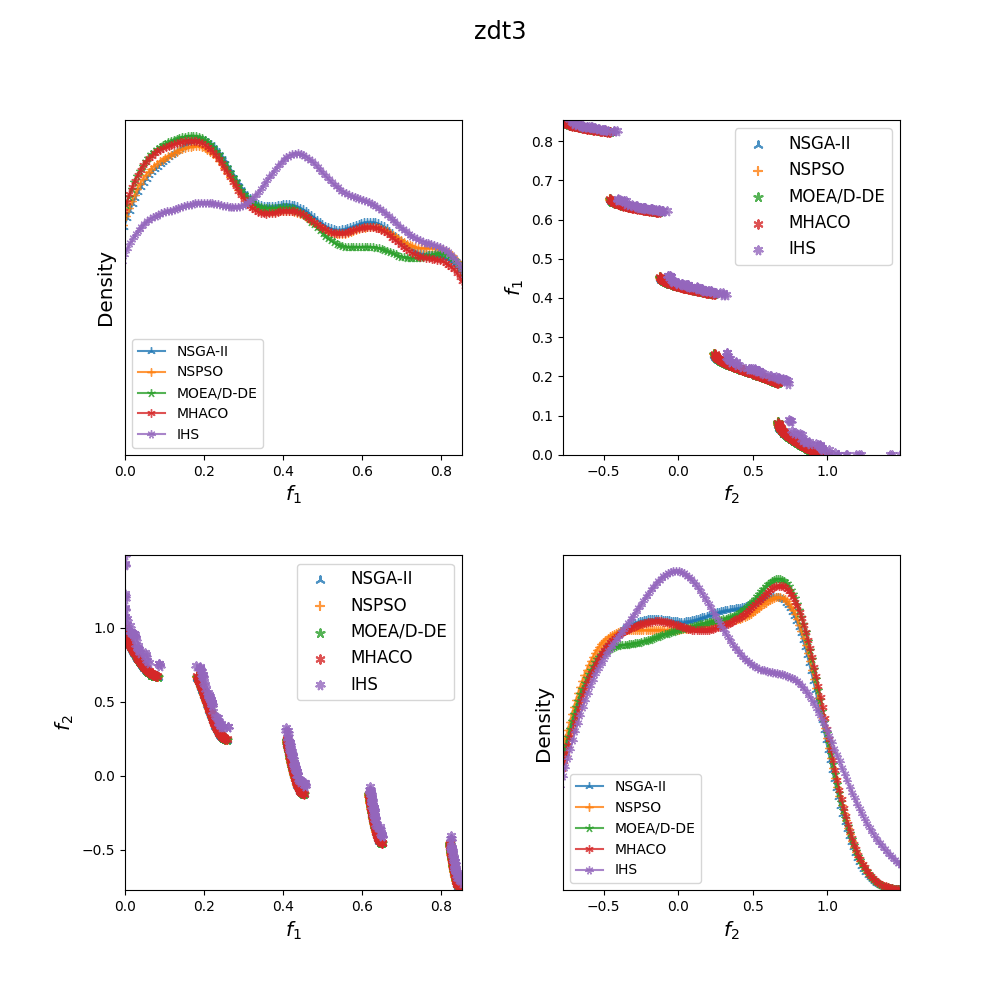 zdt3
Density
NSGA-II
NSPSO
MOEA/D-DE
MHACO
IHS
0.0 0.2 0.4 0.6 0.8
f1
f1
0.8
0.7
0.6
0.5
0.4
0.3
0.2
0.1
0.0
NSGA-II
NSPSO
MOEA/D-DE
MHACO
IHS
−0.5 0.0 0.5 1.0
f2
f2
1.0
0.5
0.0
−0.5
NSGA-II
NSPSO
MOEA/D-DE
MHACO
IHS
0.0 0.2 0.4 0.6 0.8
f1
Density
NSGA-II
NSPSO
MOEA/D-DE
MHACO
IHS
−0.5 0.0 0.5 1.0
f2